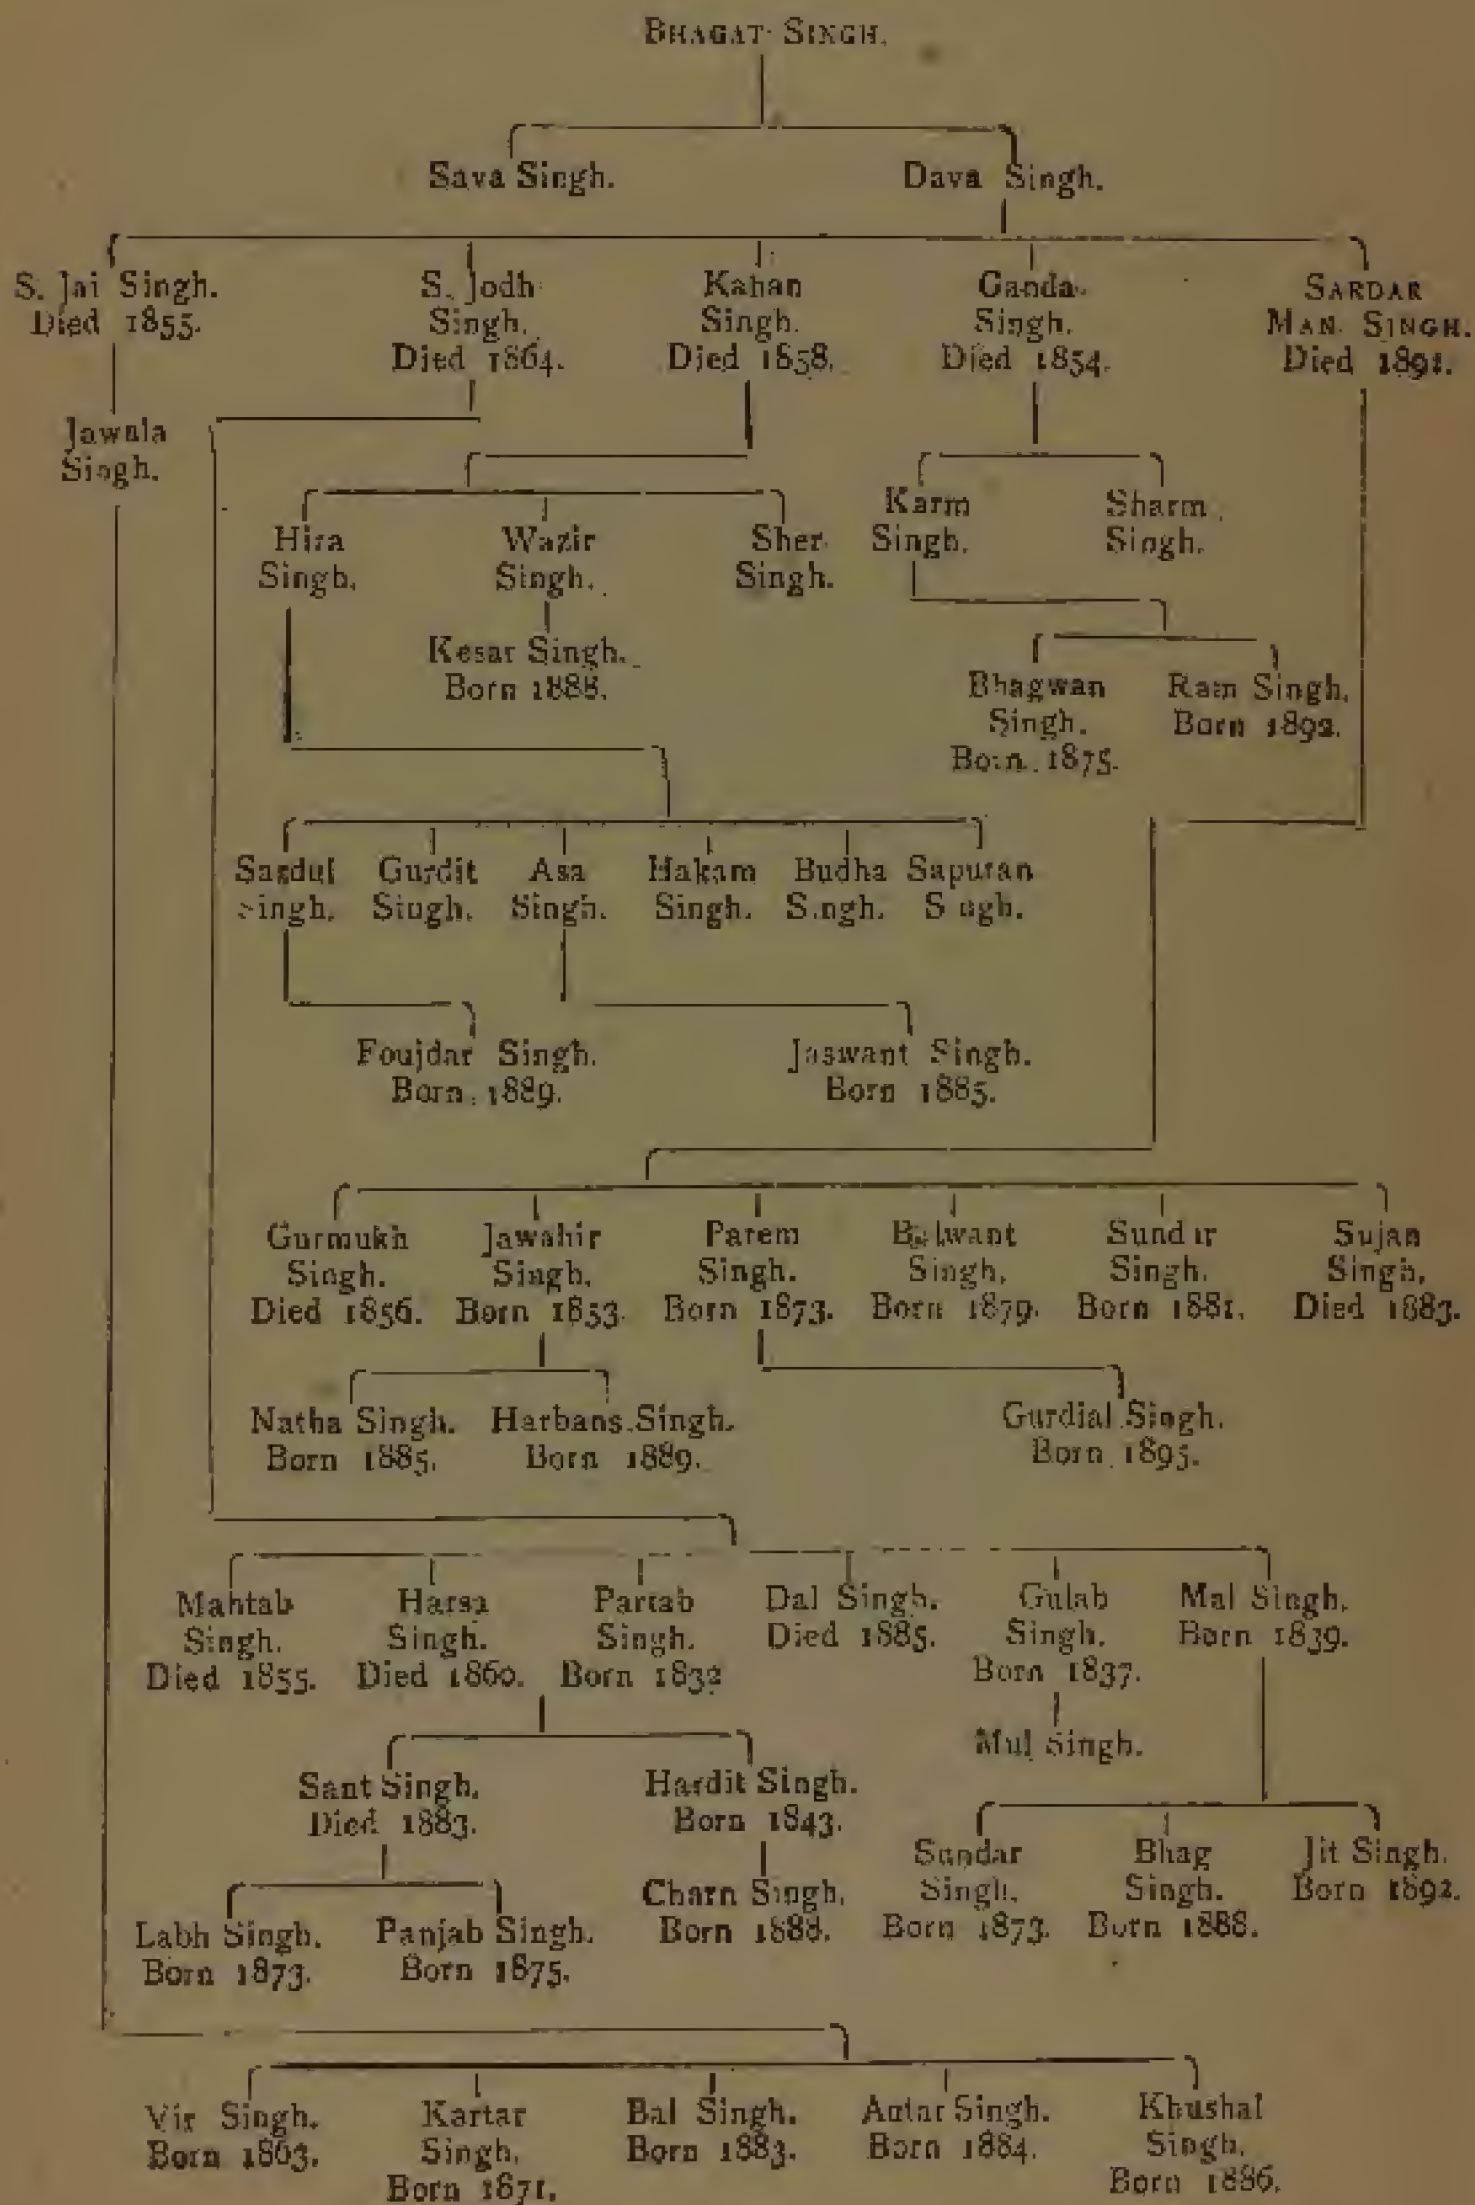 BHAGAT SINGH.
Sava Singh. Dava Singh.
S. Jai Singh.
Died 1855.
S. Jodh
Singh.
Died 1864.
Kahan
Singh.
Died 1858.
Ganda
Singh.
Died 1854.
SARDAR
MAN SINGH.
Died 1892.
Jawala
Singh.
Hira
Singh.
Wazir
Singh.
Sher
Singh.
Karm
Singh.
Sharm
Singh.
Kesar Singh.
Born 1888.
Bhagwan
Singh.
Born 1875.
Ram Singh.
Born 1892.
Sardul
Singh.
Gurdit
Singh.
Asa
Singh.
Hakam
Singh.
Budha
Singh.
Sapuran
Singh.
Foujdar Singh.
Born 1889.
Jaswant Singh.
Born 1885.
Gurmukh
Singh.
Died 1856.
Jawahir
Singh.
Born 1853.
Parem
Singh.
Born 1873.
Balwant
Singh.
Born 1879.
Sundar
Singh.
Born 1881.
Sujan
Singh.
Died 1883.
Natha Singh.
Born 1885.
Harbans Singh.
Born 1889.
Gurdial Singh.
Born 1895.
Mahtab
Singh.
Died 1855.
Harsa
Singh.
Died 1860.
Partab
Singh.
Born 1832
Dal Singh.
Died 1885.
Gulab
Singh.
Born 1837.
Mal Singh.
Born 1839.
Mul Singh.
Sant Singh.
Died 1883.
Hardit Singh.
Born 1843.
Sundar
Singh.
Born 1873.
Bhag
Singh.
Born 1888.
Jit Singh.
Born 1892.
Labh Singh.
Born 1873.
Panjab Singh.
Born 1875.
Charn Singh.
Born 1888.
Vir Singh.
Born 1863.
Kartar
Singh.
Born 1871.
Bal Singh.
Born 1883.
Autar Singh.
Born 1884.
Khushal
Singh.
Born 1886.